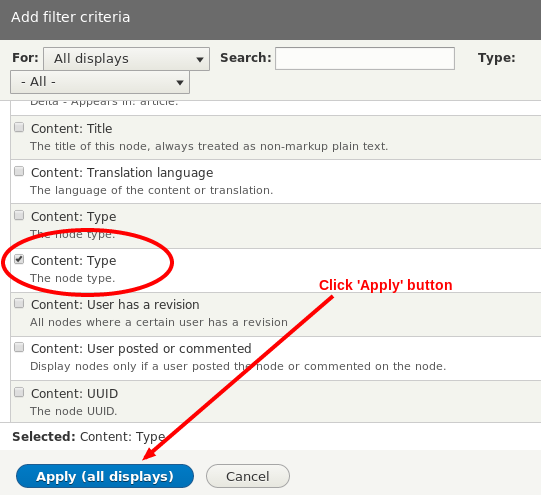 Add filter criteria
For: All displays Search: Type:
- All -
Delta - Appears in: article.
Content: Title
The title of this node, always treated as non-markup plain text.
Content: Translation language
The language of the content or translation.
Content: Type
The node type.
Content: Type
The node type.
Click 'Apply' button
Content: User has a revision
All nodes where a certain user has a revision
Content: User posted or commented
Display nodes only if a user posted the node or commented on the node.
Content: UUID
The node UUID.
Selected: Content: Type
Apply (all displays) Cancel